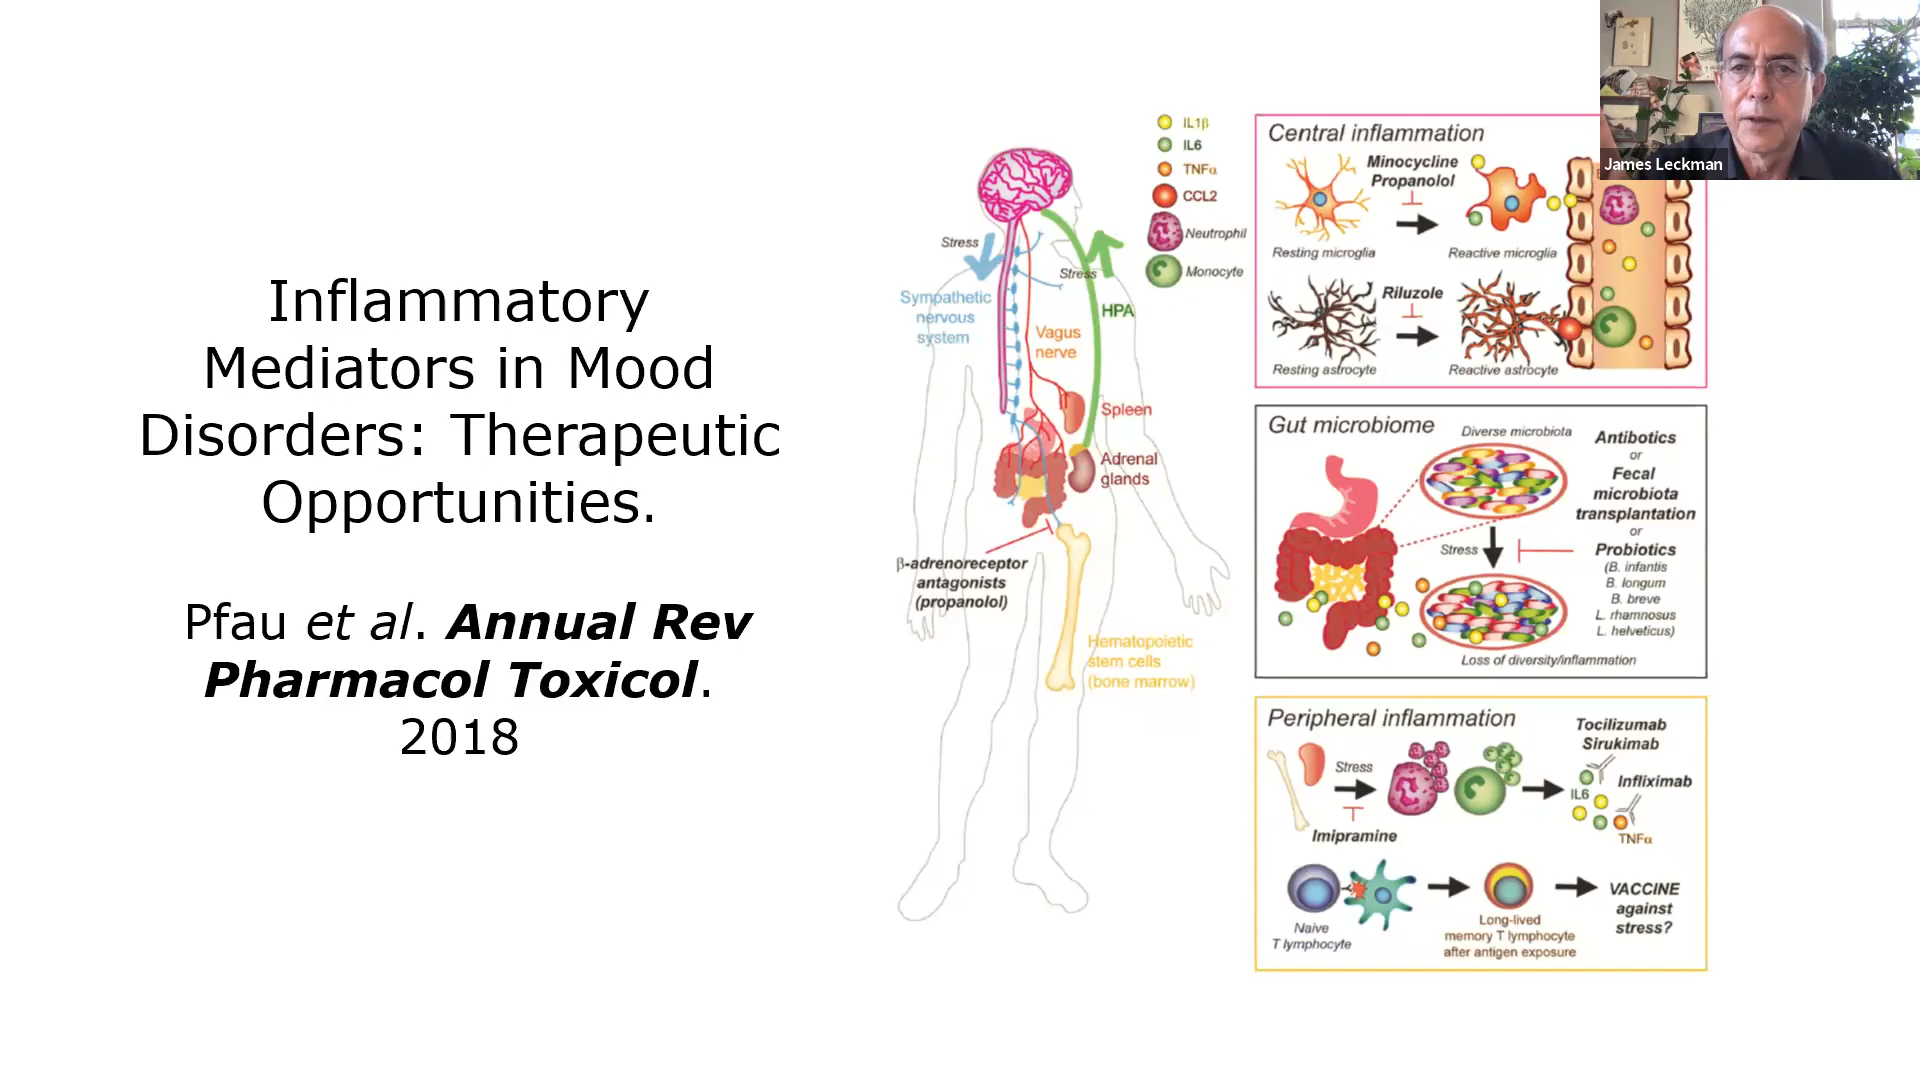 Inflammatory
Mediators in Mood
Disorders: Therapeutic
Opportunities.
Pfau et al. Annual Rev
Pharmacol Toxicol.
2018
Stress
Sympathetic
nervous
system
Vagus
nerve
Stress
HPA
Spleen
Adrenal
glands
β-adrenoreceptor
antagonists
(propanolol)
Hematopoietic
stem cells
(bone marrow)
IL1β
IL6
TNFα
CCL2
Neutrophil
Monocyte
Central inflammation
Minocycline
Propanolol
Resting microglia
Reactive microglia
Riluzole
Resting astrocyte
Reactive astrocyte
Gut microbiome
Diverse microbiota
Antibotics
or
Fecal
microbiota
transplantation
or
Probiotics
(B. infantis
B. longum
B. breve
L. rhamnosus
L. helveticus)
Stress
Loss of diversity/inflammation
Peripheral inflammation
Stress
Imipramine
Tocilizumab
Sirukimab
Infliximab
IL6
TNFα
Naive
T lymphocyte
Long-lived
memory T lymphocyte
after antigen exposure
VACCINE
against
stress?
James Leckman